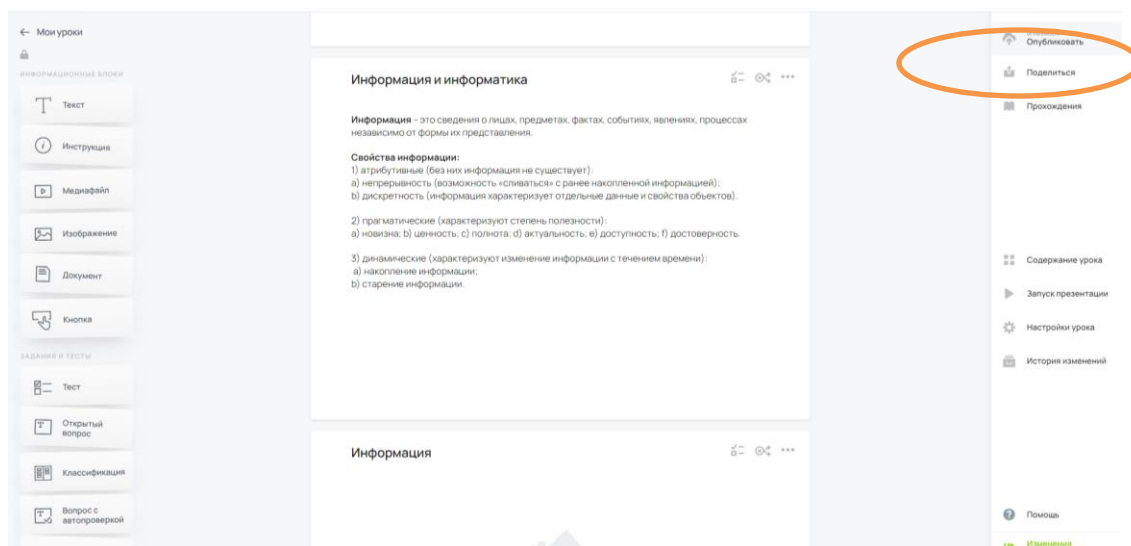 ← Мои уроки
ИНФОРМАЦИОННЫЕ БЛОКИ
Текст
Инструкция
Медиафайл
Изображение
Документ
Кнопка
ЗАДАНИЯ И ТЕСТЫ
Тест
Открытый
вопрос
Классификация
Вопрос с
автопроверкой
Информация и информатика
Информация – это сведения о лицах, предметах, фактах, событиях, явлениях, процессах
независимо от формы их представления.
Свойства информации:
1) атрибутивные (без них информация не существует):
a) непрерывность (возможность «сливаться» с ранее накопленной информацией);
b) дискретность (информация характеризует отдельные данные и свойства объектов).
2) прагматические (характеризуют степень полезности):
a) новизна; b) ценность; c) полнота; d) актуальность; e) доступность; f) достоверность.
3) динамические (характеризуют изменение информации с течением времени):
a) накопление информации;
b) старение информации.
Информация
Опубликовать
Поделиться
Прохождения
Содержание урока
Запуск презентации
Настройки урока
История изменений
Помощь
Изменения